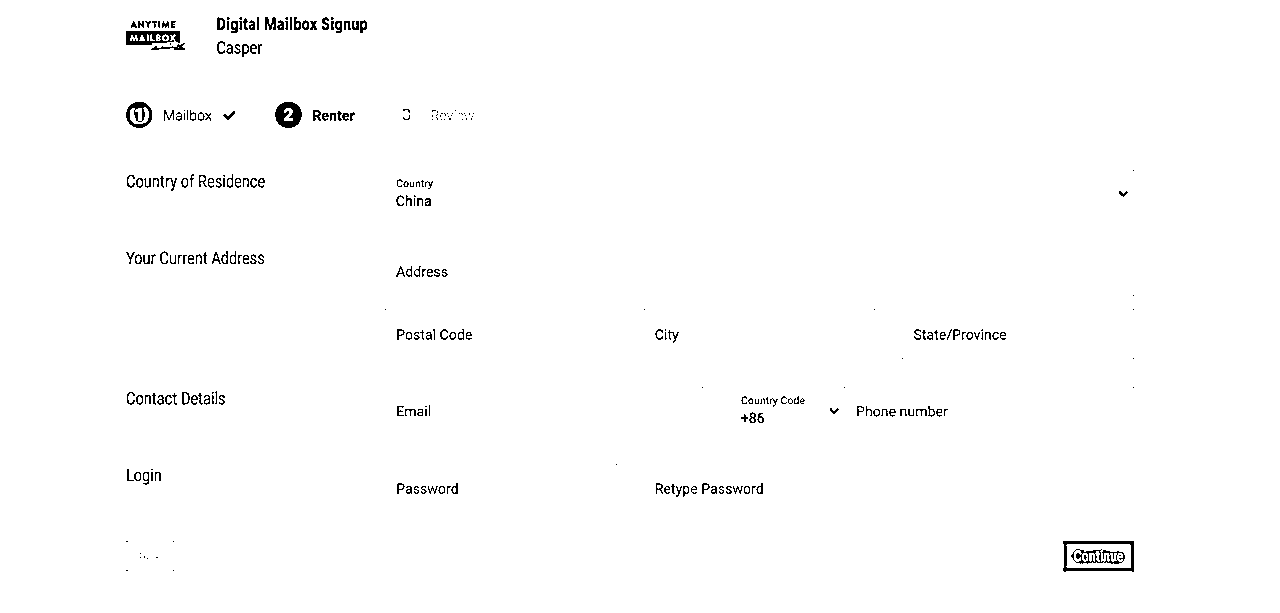 ANYTIME
MAILBOX
Digital Mailbox Signup
Casper
1 Mailbox
2 Renter
3 Review
Country of Residence
Country
China
Your Current Address
Address
Postal Code
City
State/Province
Contact Details
Email
Country Code
+86
Phone number
Login
Password
Retype Password
Continue